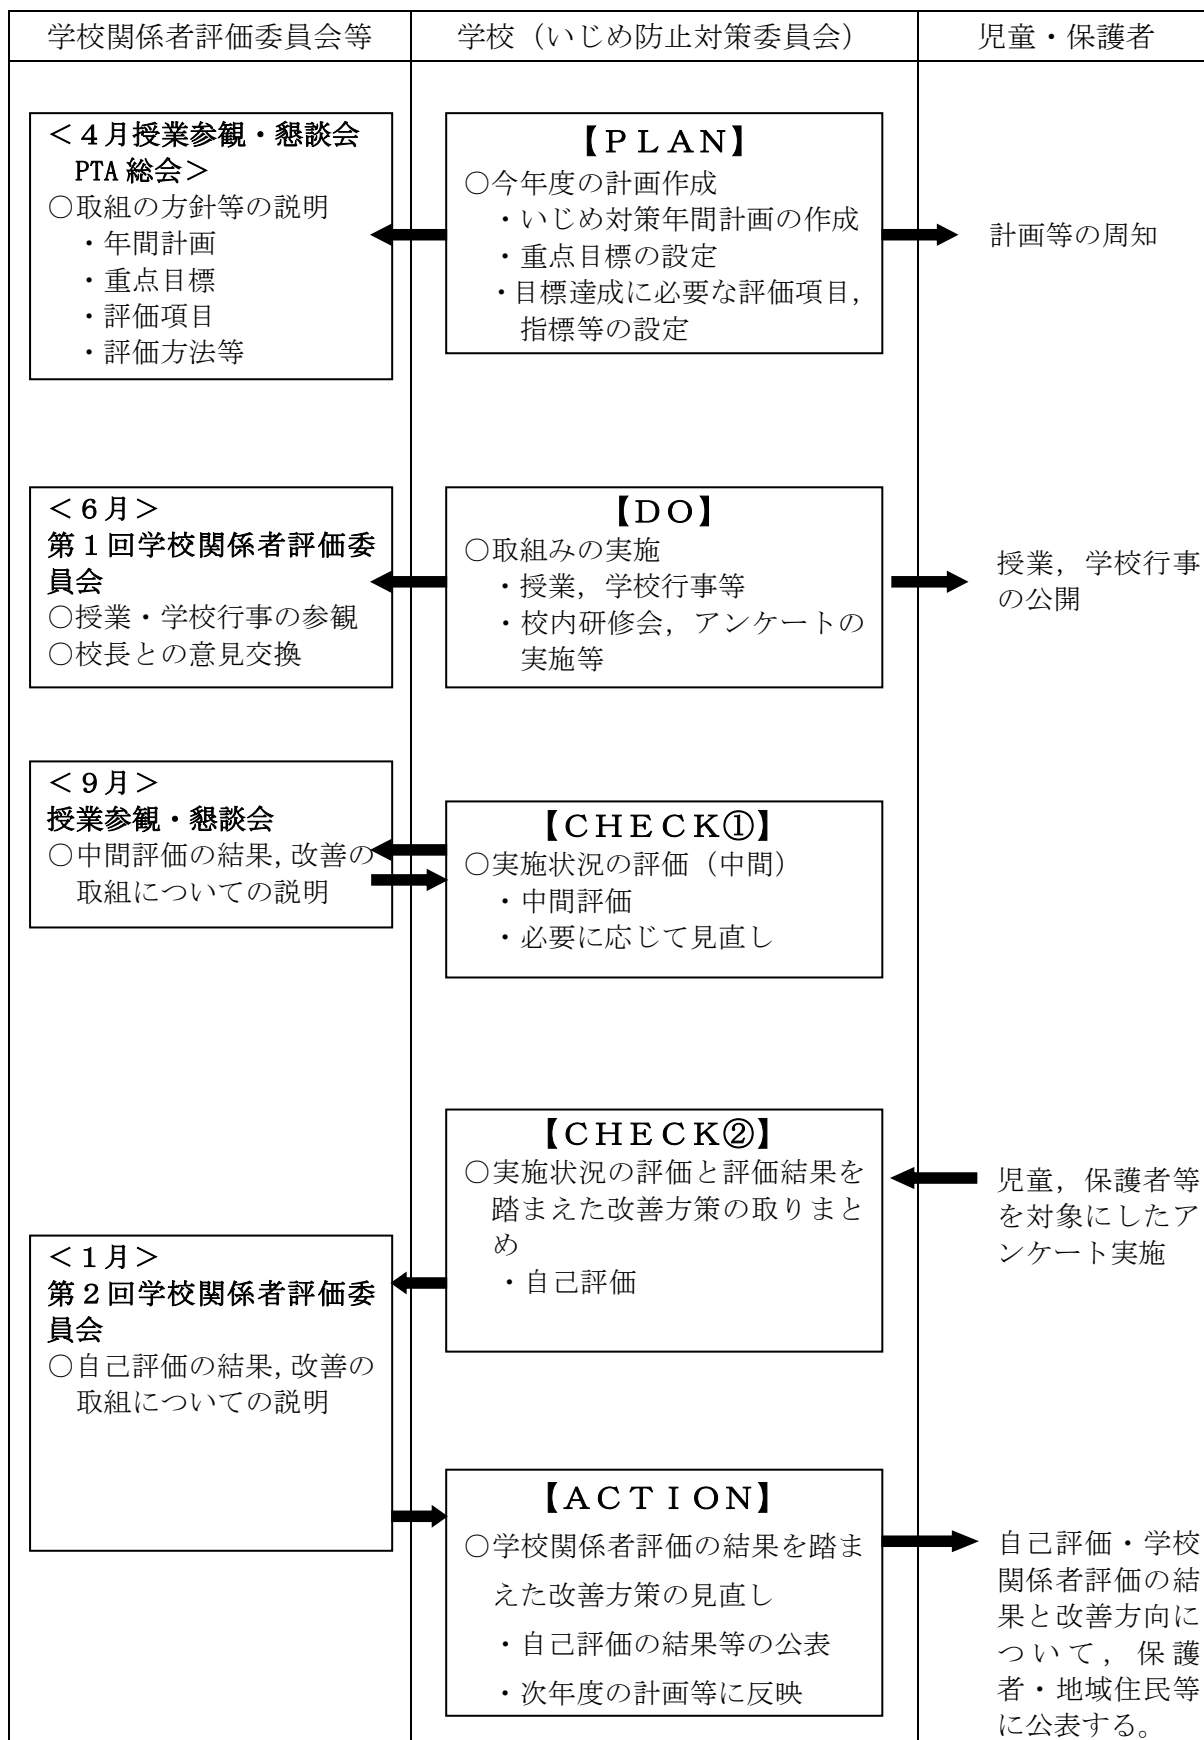 学校関係者評価委員会等
学校（いじめ防止対策委員会）
児童・保護者
＜４月授業参観・懇談会
PTA 総会＞
○取組の方針等の説明
・年間計画
・重点目標
・評価項目
・評価方法等
【ＰＬＡＮ】
○今年度の計画作成
・いじめ対策年間計画の作成
・重点目標の設定
・目標達成に必要な評価項目，
指標等の設定
計画等の周知
＜６月＞
第１回学校関係者評価委
員会
○授業・学校行事の参観
○校長との意見交換
【ＤＯ】
○取組みの実施
・授業，学校行事等
・校内研修会，アンケートの
実施等
授業，学校行事
の公開
＜９月＞
授業参観・懇談会
○中間評価の結果，改善の
取組についての説明
【ＣＨＥＣＫ①】
○実施状況の評価（中間）
・中間評価
・必要に応じて見直し
【ＣＨＥＣＫ②】
○実施状況の評価と評価結果を
踏まえた改善方策の取りまと
め
・自己評価
児童，保護者等
を対象にしたア
ンケート実施
＜１月＞
第２回学校関係者評価委
員会
○自己評価の結果，改善の
取組についての説明
【ＡＣＴＩＯＮ】
○学校関係者評価の結果を踏ま
えた改善方策の見直し
・自己評価の結果等の公表
・次年度の計画等に反映
自己評価・学校
関係者評価の結
果と改善方向に
ついて，保護
者・地域住民等
に公表する。